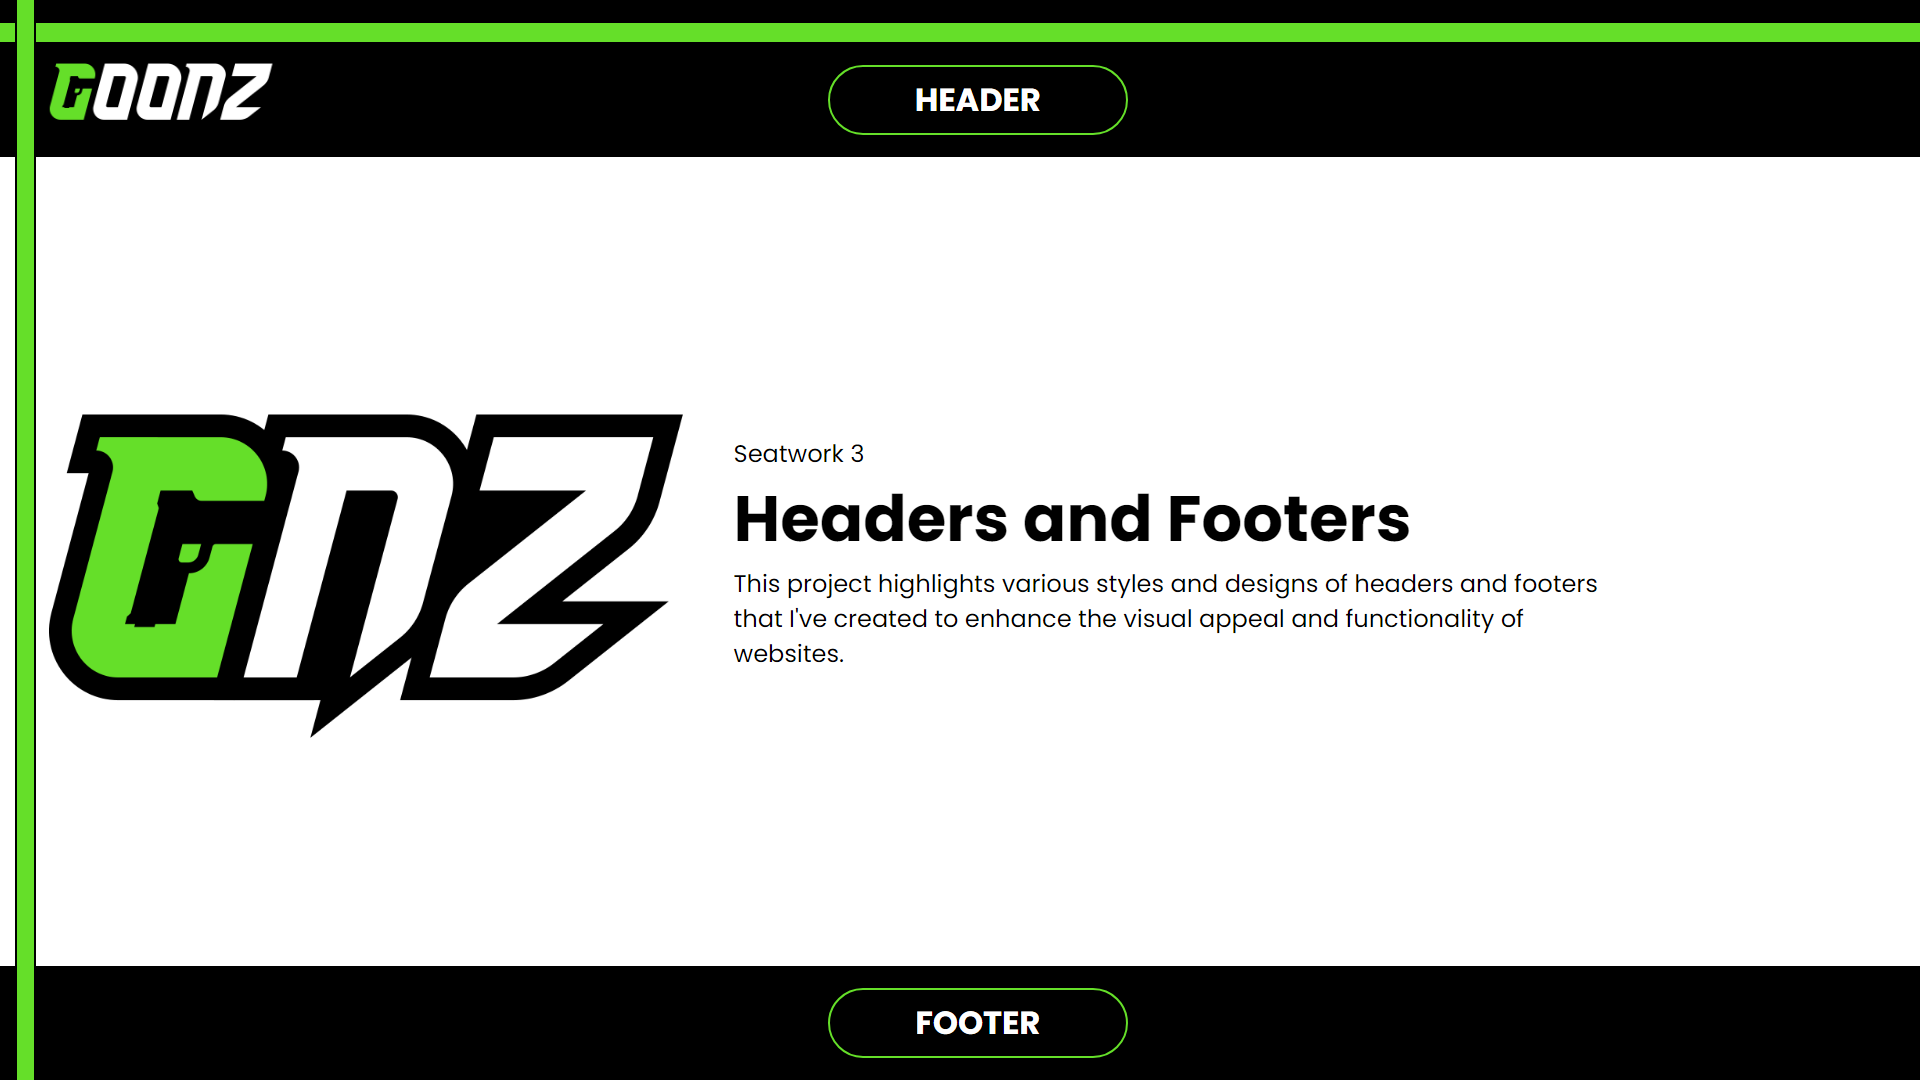 GOONZ
HEADER
GNZ
Seatwork 3
Headers and Footers
This project highlights various styles and designs of headers and footers
that I've created to enhance the visual appeal and functionality of
websites.
FOOTER